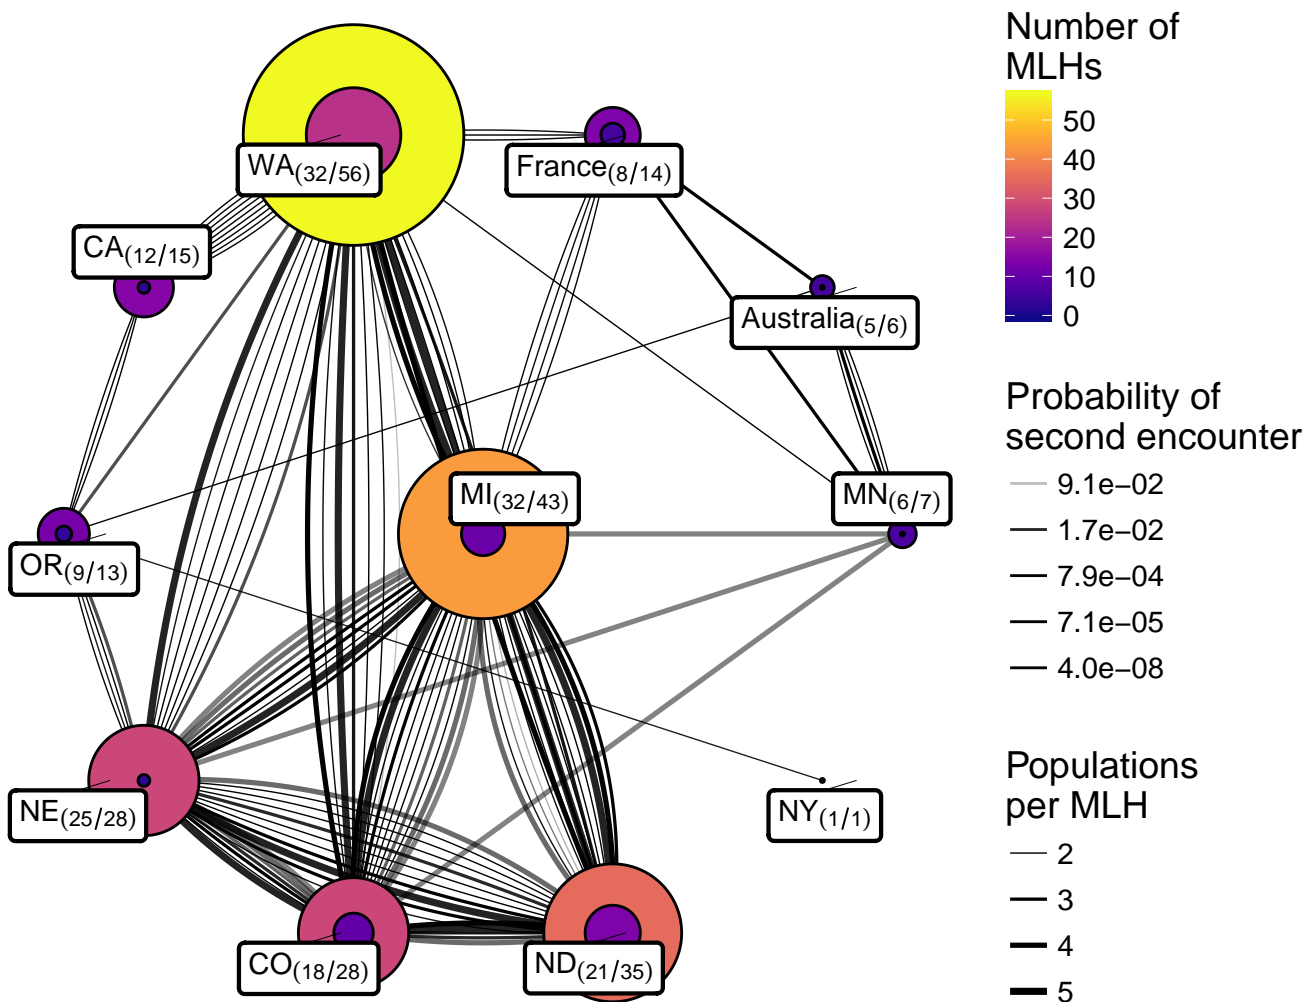 Number of
MLHs
50
40
30
20
10
0
WA(32/56)
France(8/14)
CA(12/15)
Australia(5/6)
MI(32/43)
MN(6/7)
OR(9/13)
NE(25/28)
NY(1/1)
CO(18/28)
ND(21/35)
Probability of
second encounter
9.1e−02
1.7e−02
7.9e−04
7.1e−05
4.0e−08
Populations
per MLH
2
3
4
5